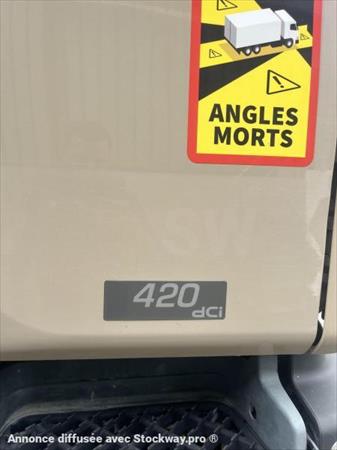 ANGLES
MORTS
420
dCi
Annonce diffusée avec Stockway.pro ®